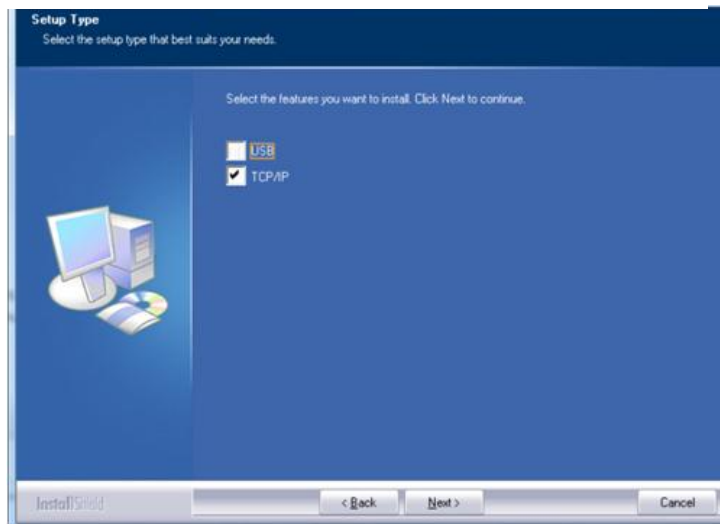 Setup Type
Select the setup type that best suits your needs.
Select the features you want to install. Click Next to continue.
USB
TCP/IP
InstallShield
< Back Next > Cancel